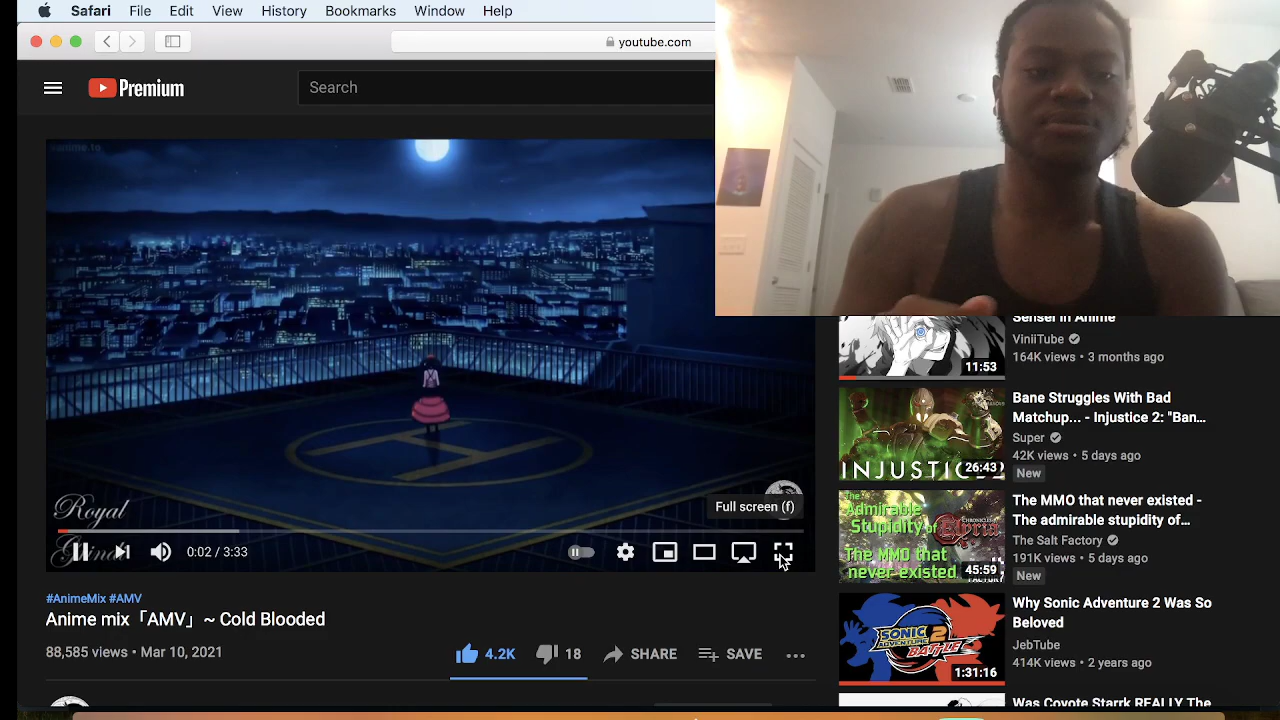 Safari File Edit View History Bookmarks Window Help
youtube.com
Premium
Search
Royal
Full screen (f)
0:02 / 3:33
#AnimeMix #AMV
Anime mix「AMV」~ Cold Blooded
88,585 views • Mar 10, 2021
4.2K 18 SHARE SAVE
Sensei in Anime
ViniiTube
164K views • 3 months ago
11:53
Bane Struggles With Bad
Matchup... - Injustice 2: "Ban...
Super
42K views • 5 days ago
New
INJUSTIC
26:43
The MMO that never existed -
The admirable stupidity of...
The Salt Factory
191K views • 5 days ago
New
The
Admirable
Stupidity of
CHRONICLES
Elyria
The MMO that
never existed
45:59
Why Sonic Adventure 2 Was So
Beloved
JebTube
414K views • 2 years ago
SONIC
ADVENTURE 2
BATTLE
1:31:16
Was Coyote Starrk REALLY The